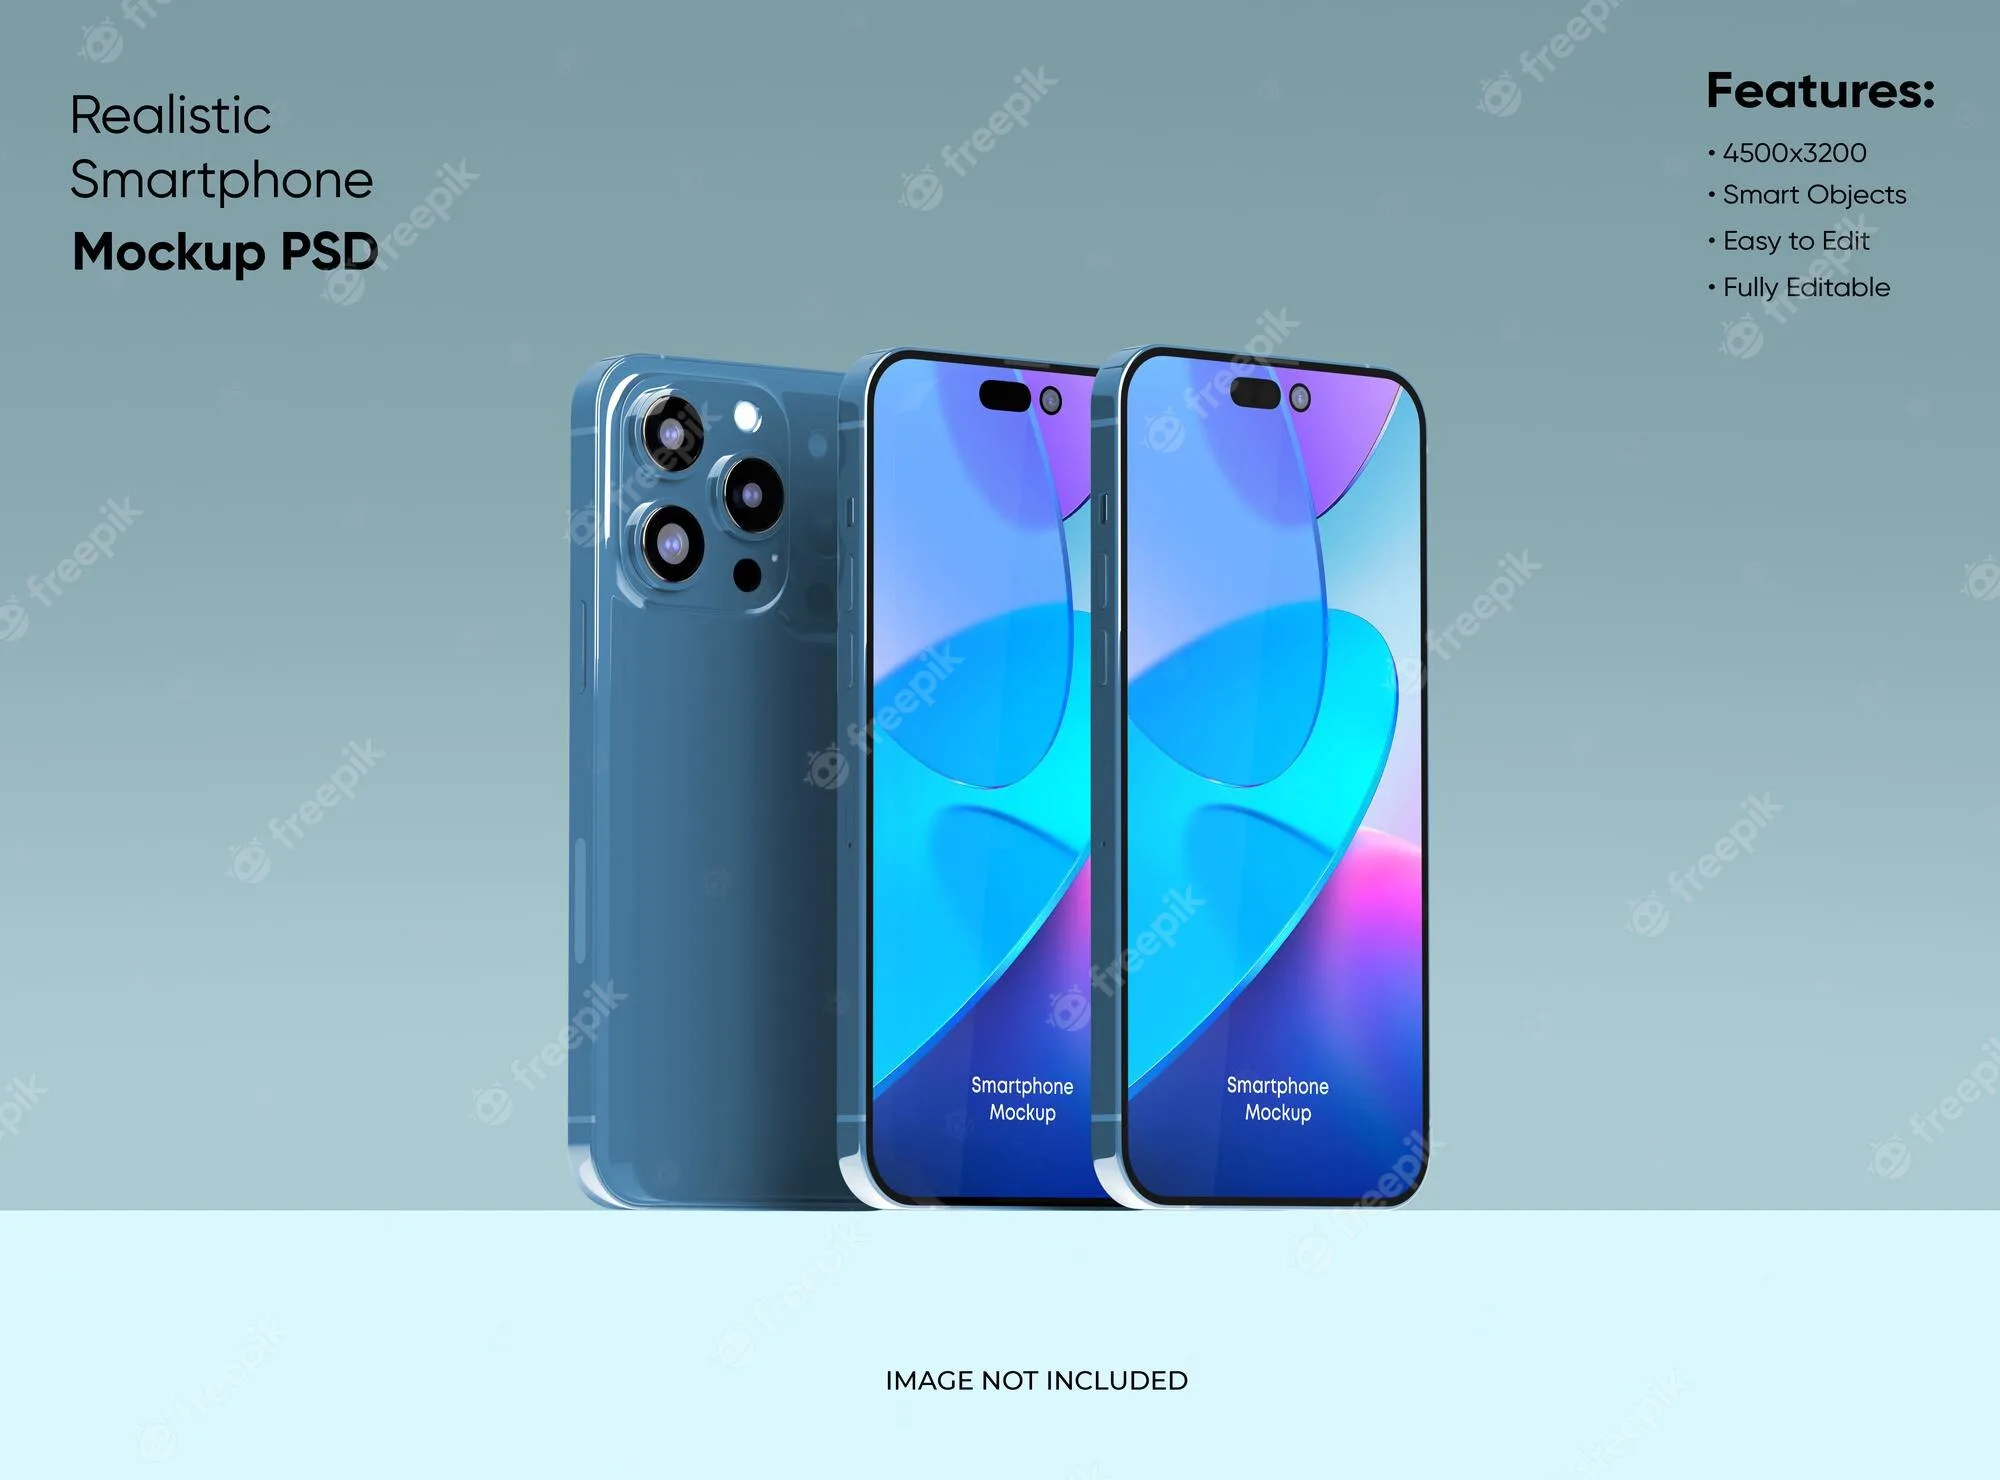 Realistic
Smartphone
Mockup PSD
Features:
• 4500x3200
• Smart Objects
• Easy to Edit
• Fully Editable
Smartphone
Mockup
Smartphone
Mockup
IMAGE NOT INCLUDED
freepik